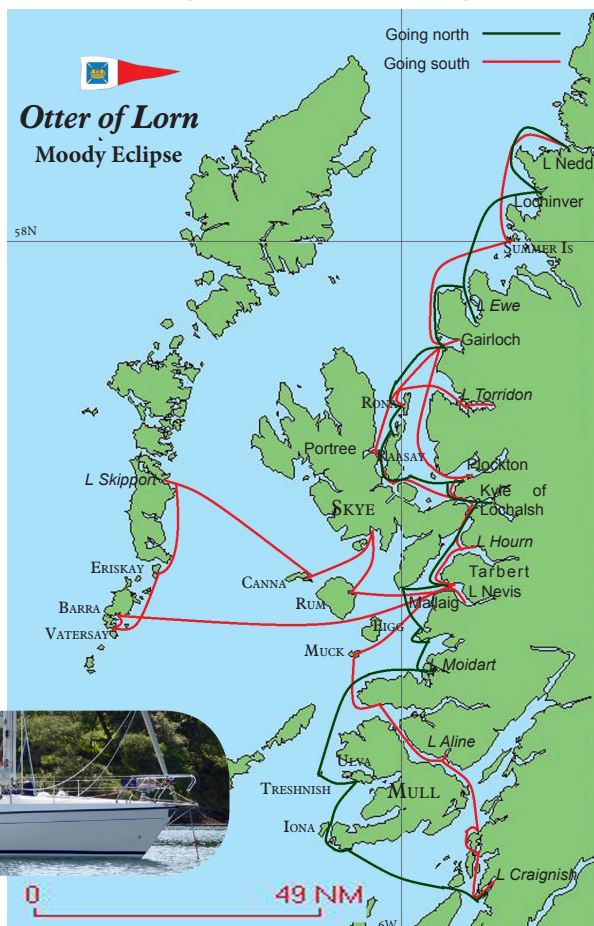 Going north
Going south
Otter of Lorn
Moody Eclipse
L Nedd
Lochinver
58N
SUMMER IS
L Ewe
Gairloch
RONA
L Torridon
Portree
RAASAY
Plockton
L Skipport
Kyle of
Lochalsh
SKYE
L Hourn
ERISKAY
CANNA
Tarbert
L Nevis
RUM
Mallaig
BARRA
EIGG
VATERSAY
MUCK
L Moidart
L Aline
ULVA
TRESHNISH
MULL
IONA
L Craignish
0 49 NM
6W